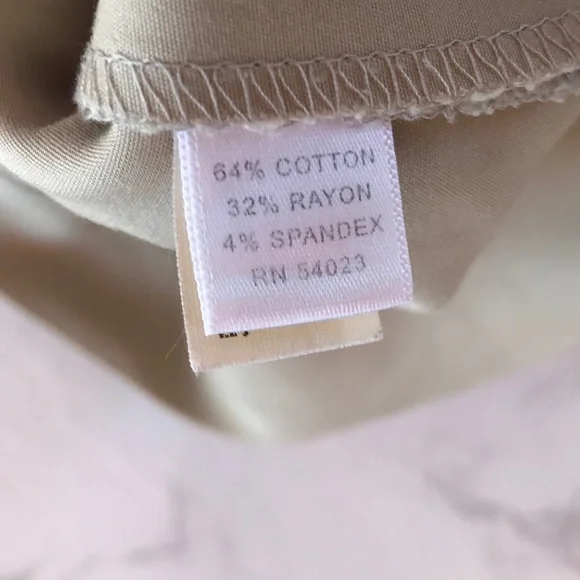 64% COTTON
32% RAYON
4% SPANDEX
RN 54023